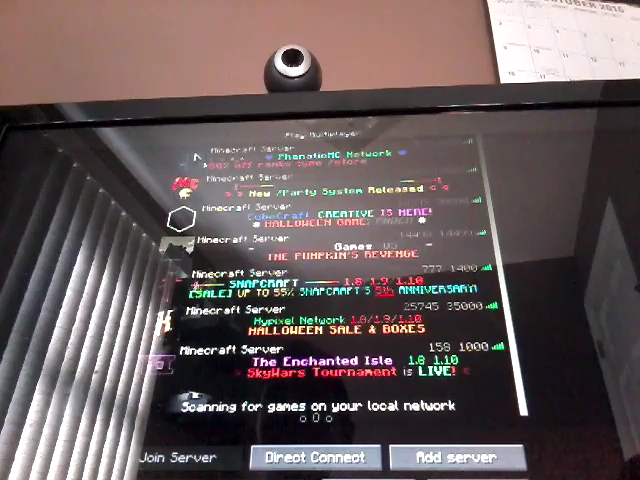 OCTOBER 2016
Play Multiplayer
Minecraft Server
PhenaticMC Network
Minecraft Server
New /Party System Released
Minecraft Server
CubeCraft CREATIVE IS HERE!
HALLOWEEN GAME:
Minecraft Server
Games US
THE PUMPKIN'S REVENGE
Minecraft Server 777 1400
SNAPCRAFT 1.8/1.9/1.10
[SALE] UP TO 55% SNAPCRAFT'S 5th ANNIVERSARY!
Minecraft Server 25745 35000
Hypixel Network 1.8/1.9/1.10
HALLOWEEN SALE & BOXES
Minecraft Server 158 1000
The Enchanted Isle 1.8 1.10
SkyWars Tournament is LIVE!
Scanning for games on your local network
o O o
Join Server
Direct Connect
Add server